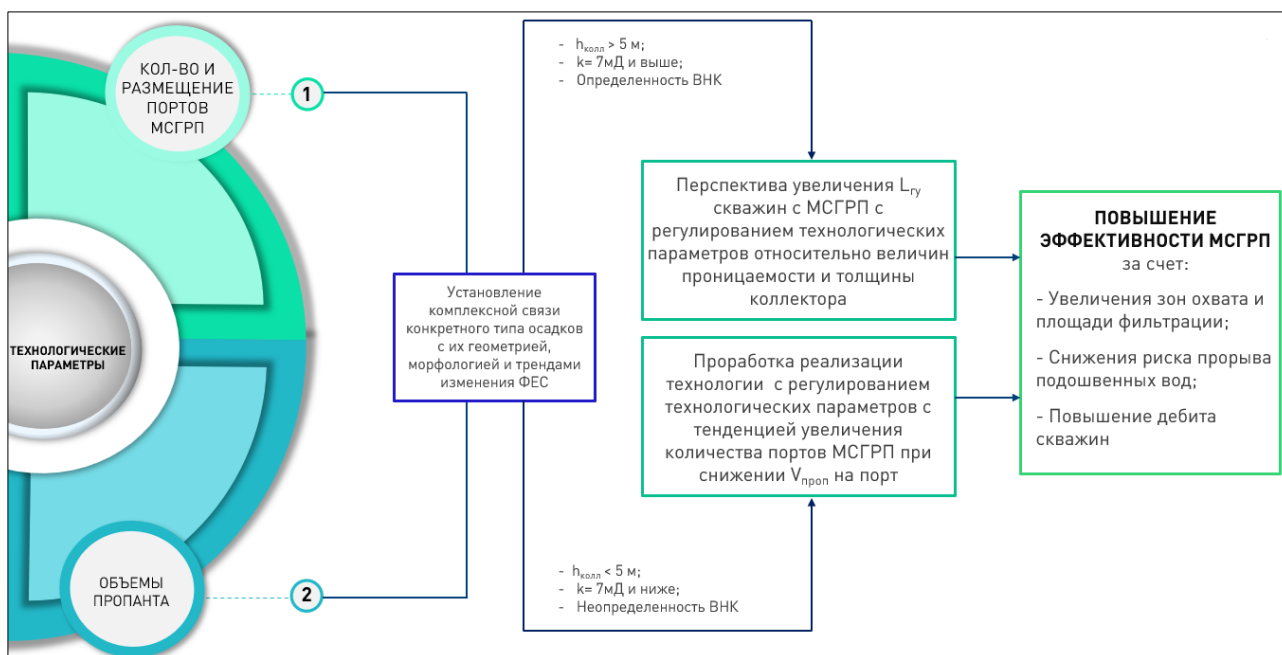 КОЛ-ВО И
РАЗМЕЩЕНИЕ
ПОРТОВ
МСГРП
1
ТЕХНОЛОГИЧЕСКИЕ
ПАРАМЕТРЫ
ОБЪЕМЫ
ПРОПАНТА
2
Установление
комплексной связи
конкретного типа осадков
с их геометрией,
морфологией и трендами
изменения ФЕС
- hколл > 5 м;
- k= 7мД и выше;
- Определенность ВНК
Перспектива увеличения Lгу
скважин с МСГРП с
регулированием технологических
параметров относительно величин
проницаемости и толщины
коллектора
Проработка реализации
технологии с регулированием
технологических параметров с
тенденцией увеличения
количества портов МСГРП при
снижении Vпроп на порт
- hколл < 5 м;
- k= 7мД и ниже;
- Неопределенность ВНК
ПОВЫШЕНИЕ
ЭФФЕКТИВНОСТИ МСГРП
за счет:
- Увеличения зон охвата и
площади фильтрации;
- Снижения риска прорыва
подошвенных вод;
- Повышение дебита
скважин